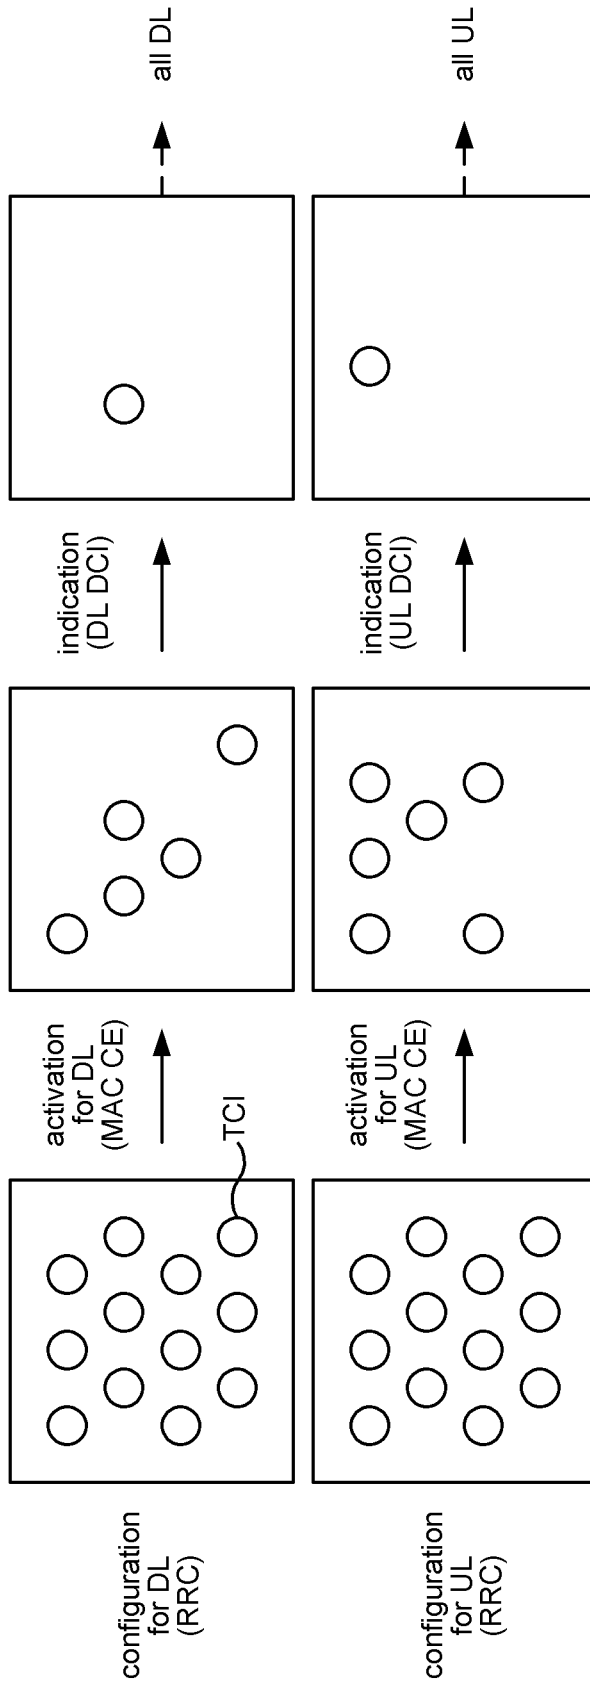 configuration
for DL
(RRC)
TCI
activation
for DL
(MAC CE)
indication
(DL DCI)
all DL
configuration
for UL
(RRC)
activation
for UL
(MAC CE)
indication
(UL DCI)
all UL